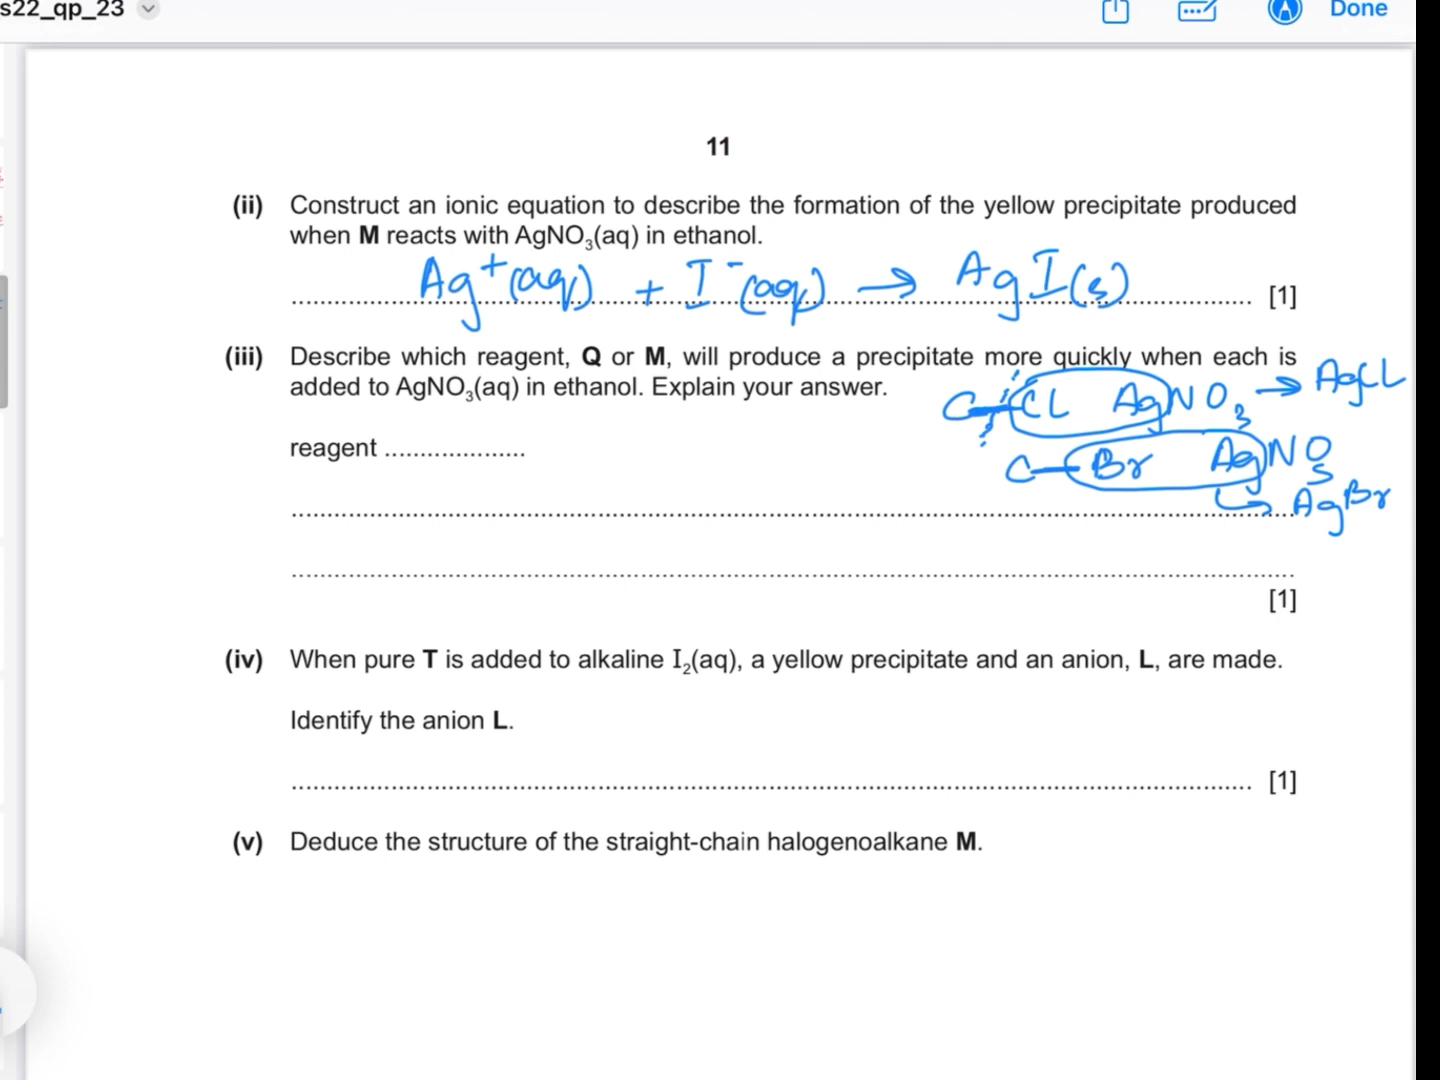 s22_qp_23
Done
11
(ii) Construct an ionic equation to describe the formation of the yellow precipitate produced
when M reacts with AgNO₃(aq) in ethanol.
Ag⁺(aq) + I⁻(aq) → AgI(s)
[1]
(iii) Describe which reagent, Q or M, will produce a precipitate more quickly when each is
added to AgNO₃(aq) in ethanol. Explain your answer.
C–Cl AgNO₃ → AgCl
reagent
C–Br AgNO₃
AgBr
[1]
(iv) When pure T is added to alkaline I₂(aq), a yellow precipitate and an anion, L, are made.
Identify the anion L.
[1]
(v) Deduce the structure of the straight-chain halogenoalkane M.